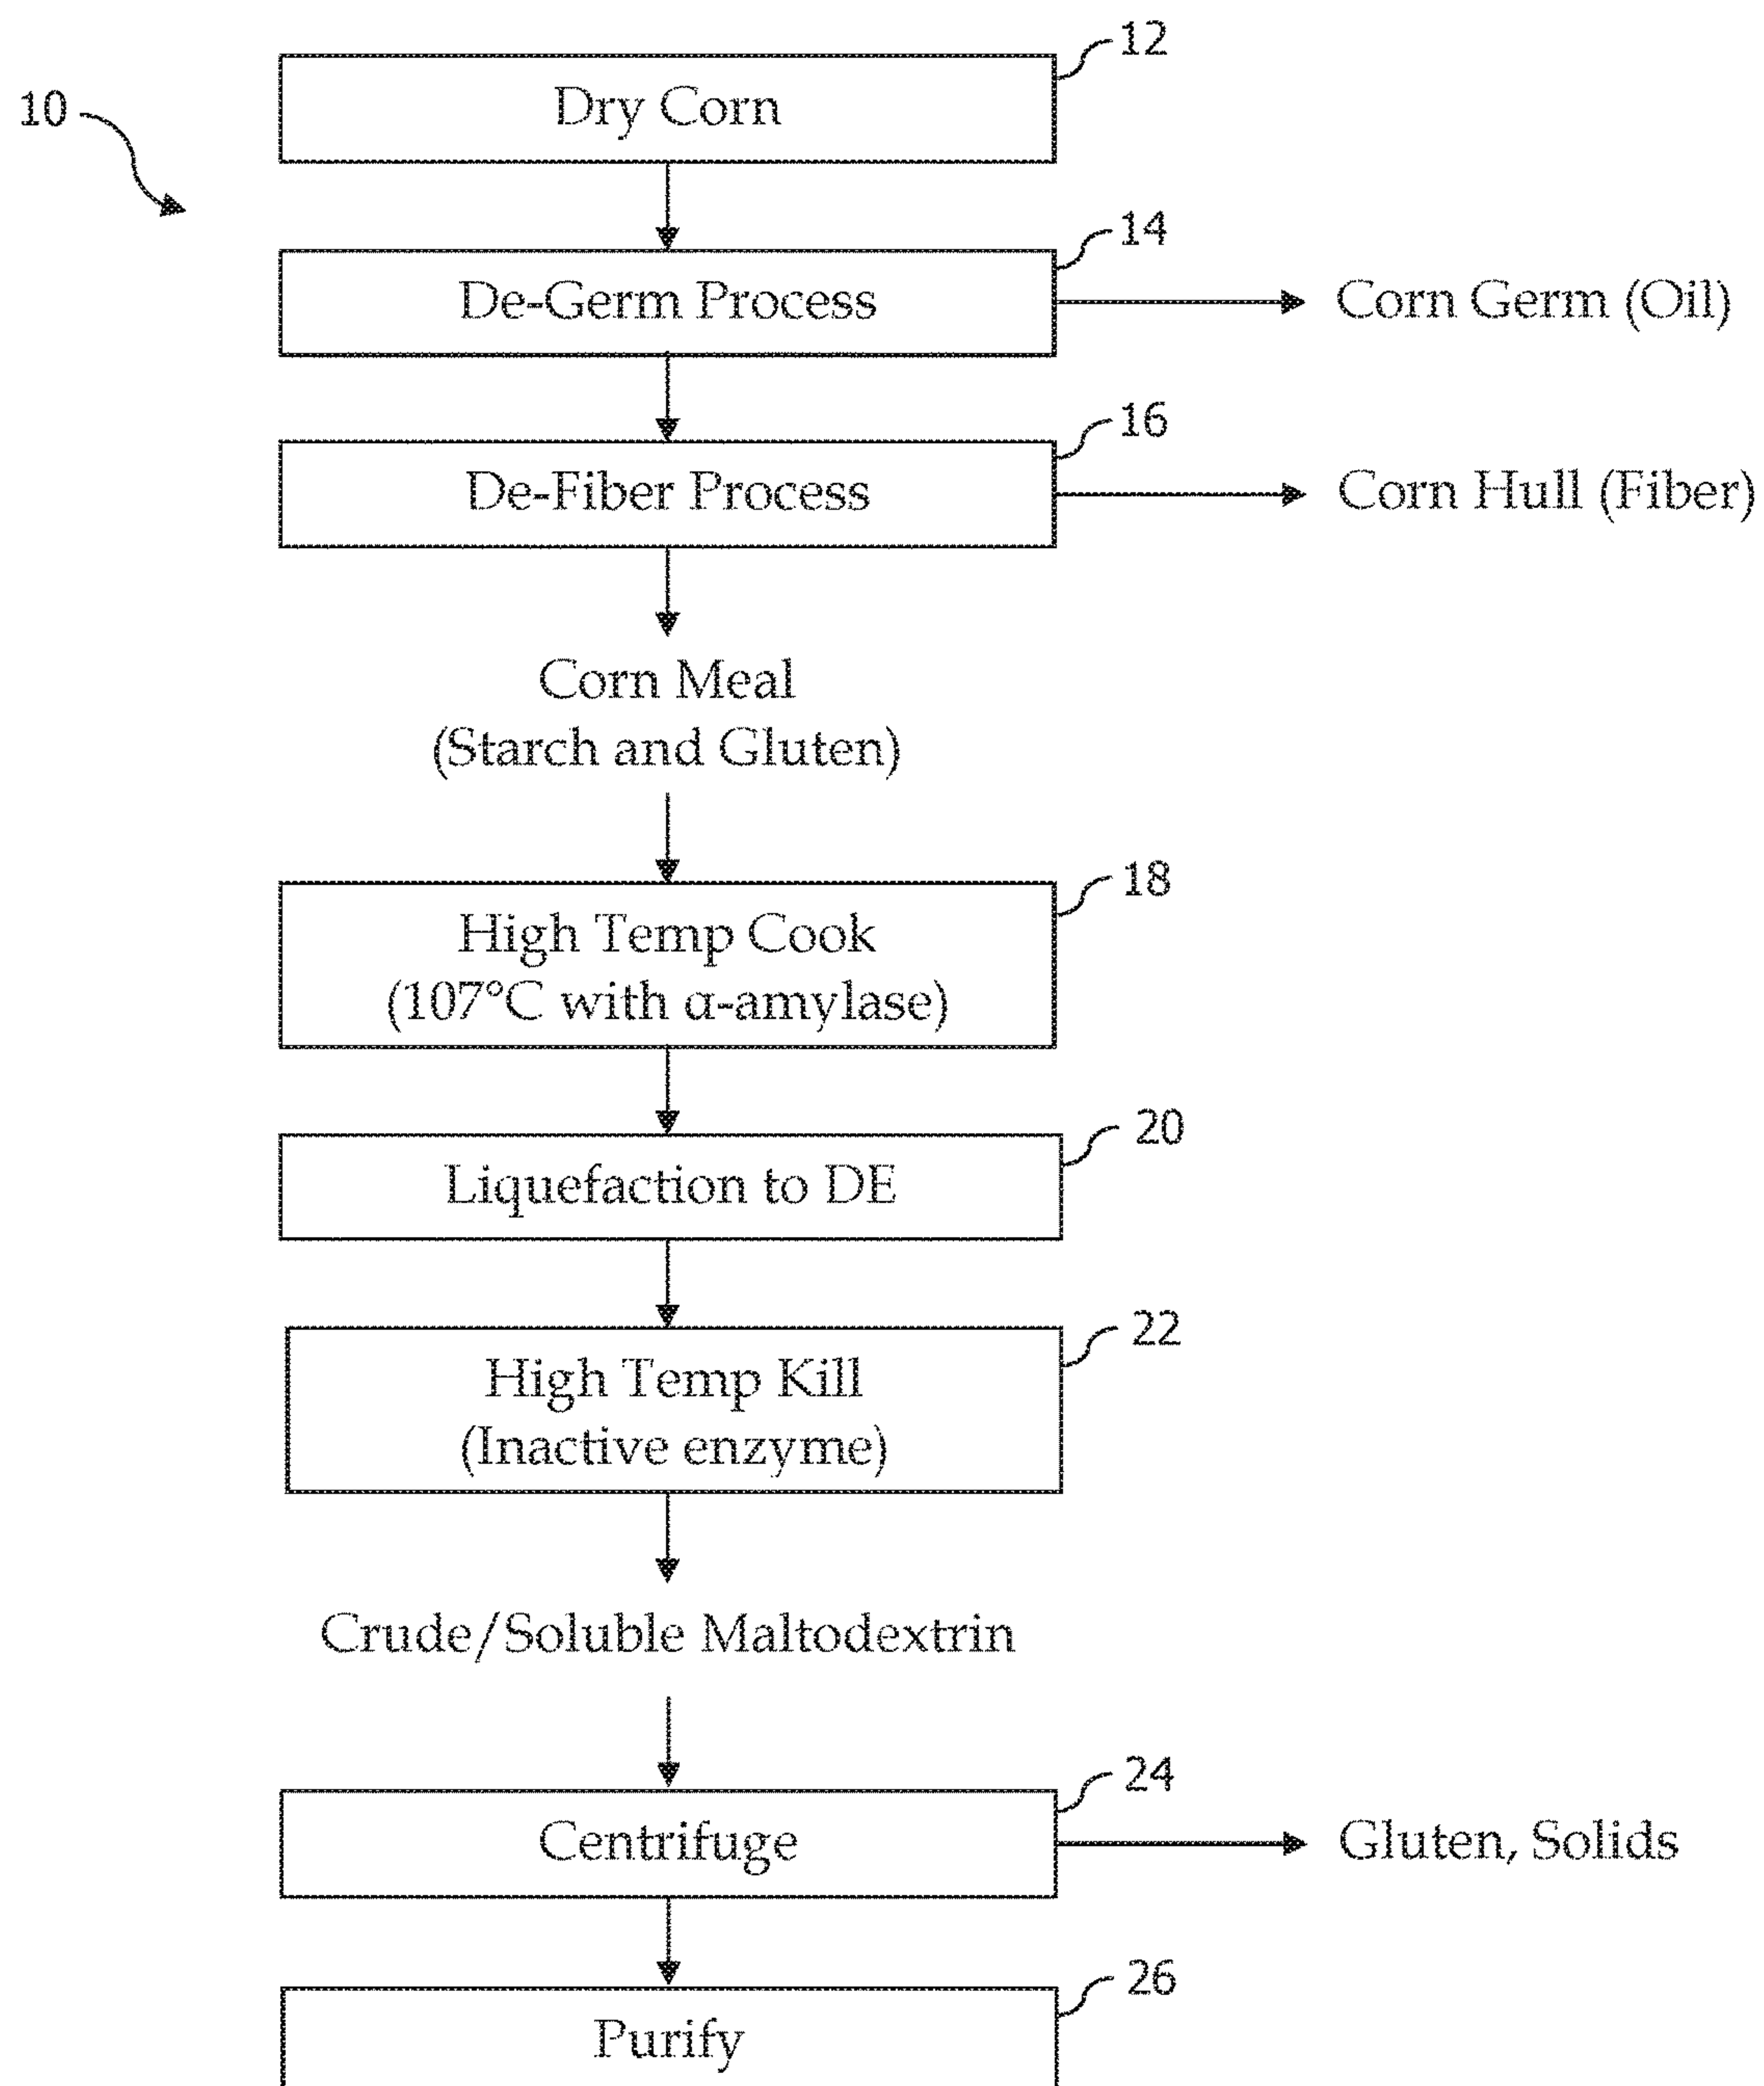 10
12
Dry Corn
14
De-Germ Process
Corn Germ (Oil)
16
De-Fiber Process
Corn Hull (Fiber)
Corn Meal
(Starch and Gluten)
18
High Temp Cook
(107°C with α-amylase)
20
Liquefaction to DE
22
High Temp Kill
(Inactive enzyme)
Crude/Soluble Maltodextrin
24
Centrifuge
Gluten, Solids
26
Purify